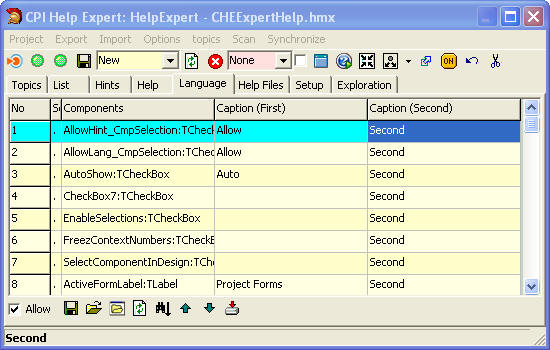 CPI Help Expert: HelpExpert - CHEExpertHelp.hmx
Project Export Import Options topics Scan Synchronize
New None ON
Topics List Hints Help Language Help Files Setup Exploration
No Se Components Caption (First) Caption (Second)
1 . AllowHint_CmpSelection:TCheck Allow Second
2 . AllowLang_CmpSelection:TChec Allow Second
3 . AutoShow:TCheckBox Auto Second
4 . CheckBox7:TCheckBox Second
5 . EnableSelections:TCheckBox Second
6 . FreezContextNumbers:TCheckB Second
7 . SelectComponentInDesign:TChe Second
8 . ActiveFormLabel:TLabel Project Forms Second
Allow
Second